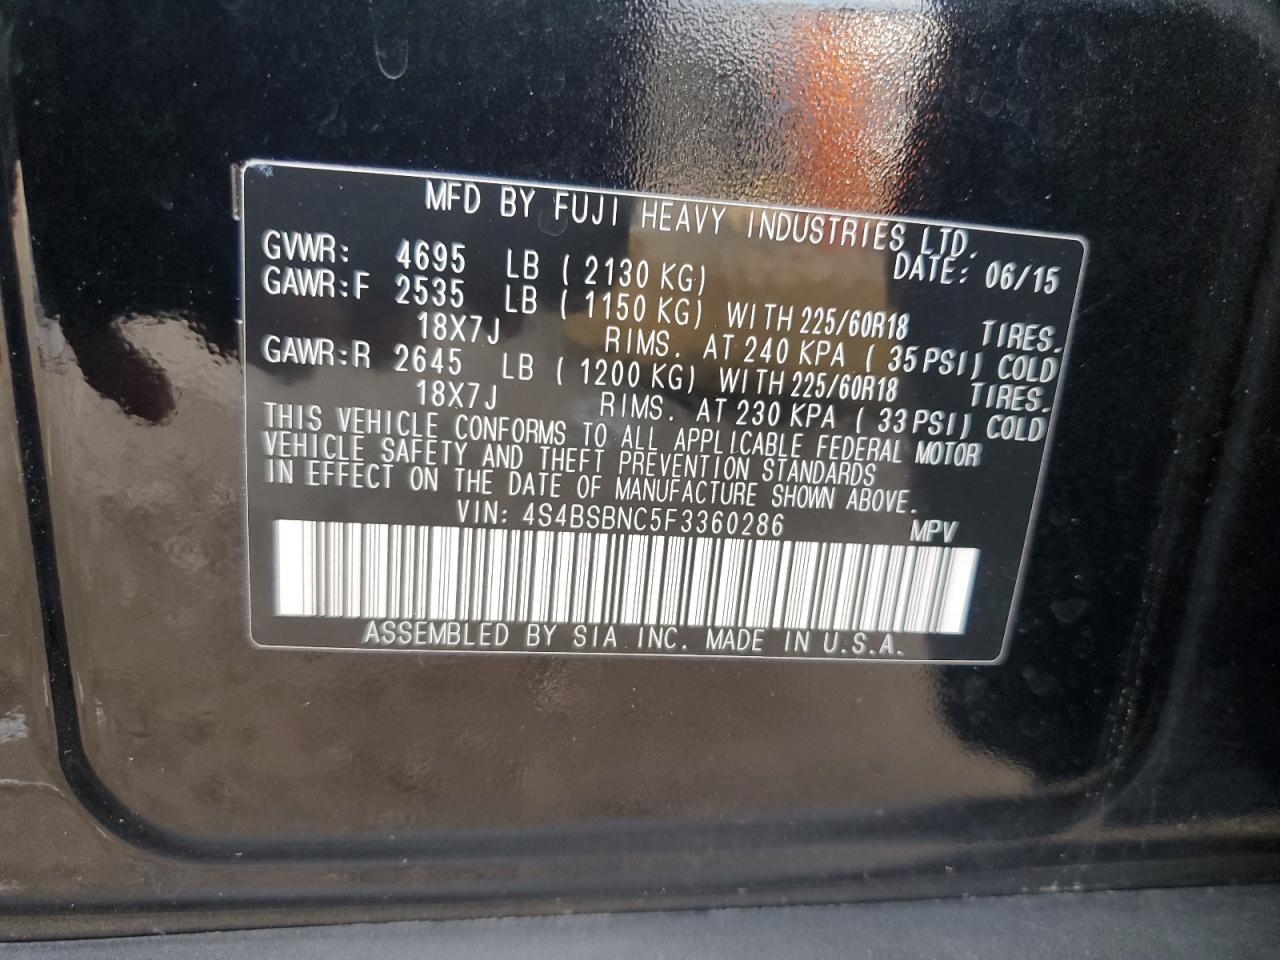 MFD BY FUJI HEAVY INDUSTRIES LTD.
DATE: 06/15
GVWR: 4695 LB ( 2130 KG)
GAWR:F 2535 LB ( 1150 KG) WITH 225/60R18 TIRES.
18X7J RIMS. AT 240 KPA ( 35 PSI) COLD
GAWR:R 2645 LB ( 1200 KG) WITH 225/60R18 TIRES.
18X7J RIMS. AT 230 KPA ( 33 PSI) COLD
THIS VEHICLE CONFORMS TO ALL APPLICABLE FEDERAL MOTOR
VEHICLE SAFETY AND THEFT PREVENTION STANDARDS
IN EFFECT ON THE DATE OF MANUFACTURE SHOWN ABOVE.
VIN: 4S4BSBNC5F3360286 MPV
ASSEMBLED BY SIA INC. MADE IN U.S.A.